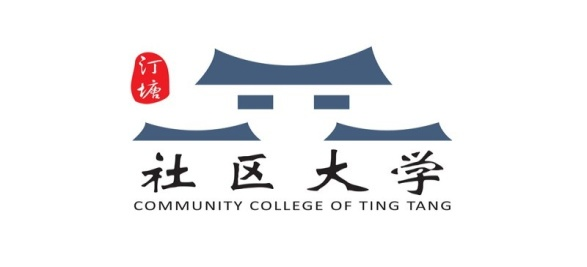 汀
塘
社区大学
COMMUNITY COLLEGE OF TING TANG